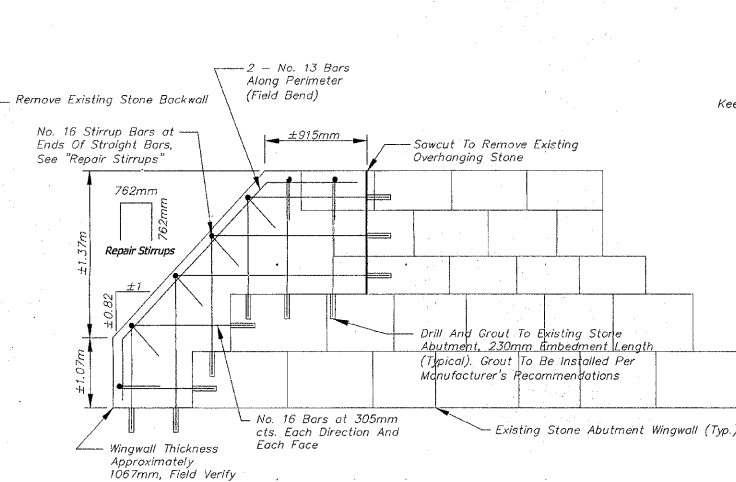 2 - No. 13 Bars
Along Perimeter
(Field Bend)
Remove Existing Stone Backwall
Kee
No. 16 Stirrup Bars at
Ends Of Straight Bars,
See "Repair Stirrups"
±915mm
Sawcut To Remove Existing
Overhanging Stone
762mm
762mm
Repair Stirrups
±1.37m
±1
±0.82
±1.07m
Drill And Grout To Existing Stone
Abutment, 230mm Embedment Length
(Typical). Grout To Be Installed Per
Manufacturer's Recommendations
No. 16 Bars at 305mm
cts. Each Direction And
Each Face
Existing Stone Abutment Wingwall (Typ.)
Wingwall Thickness
Approximately
1067mm, Field Verify